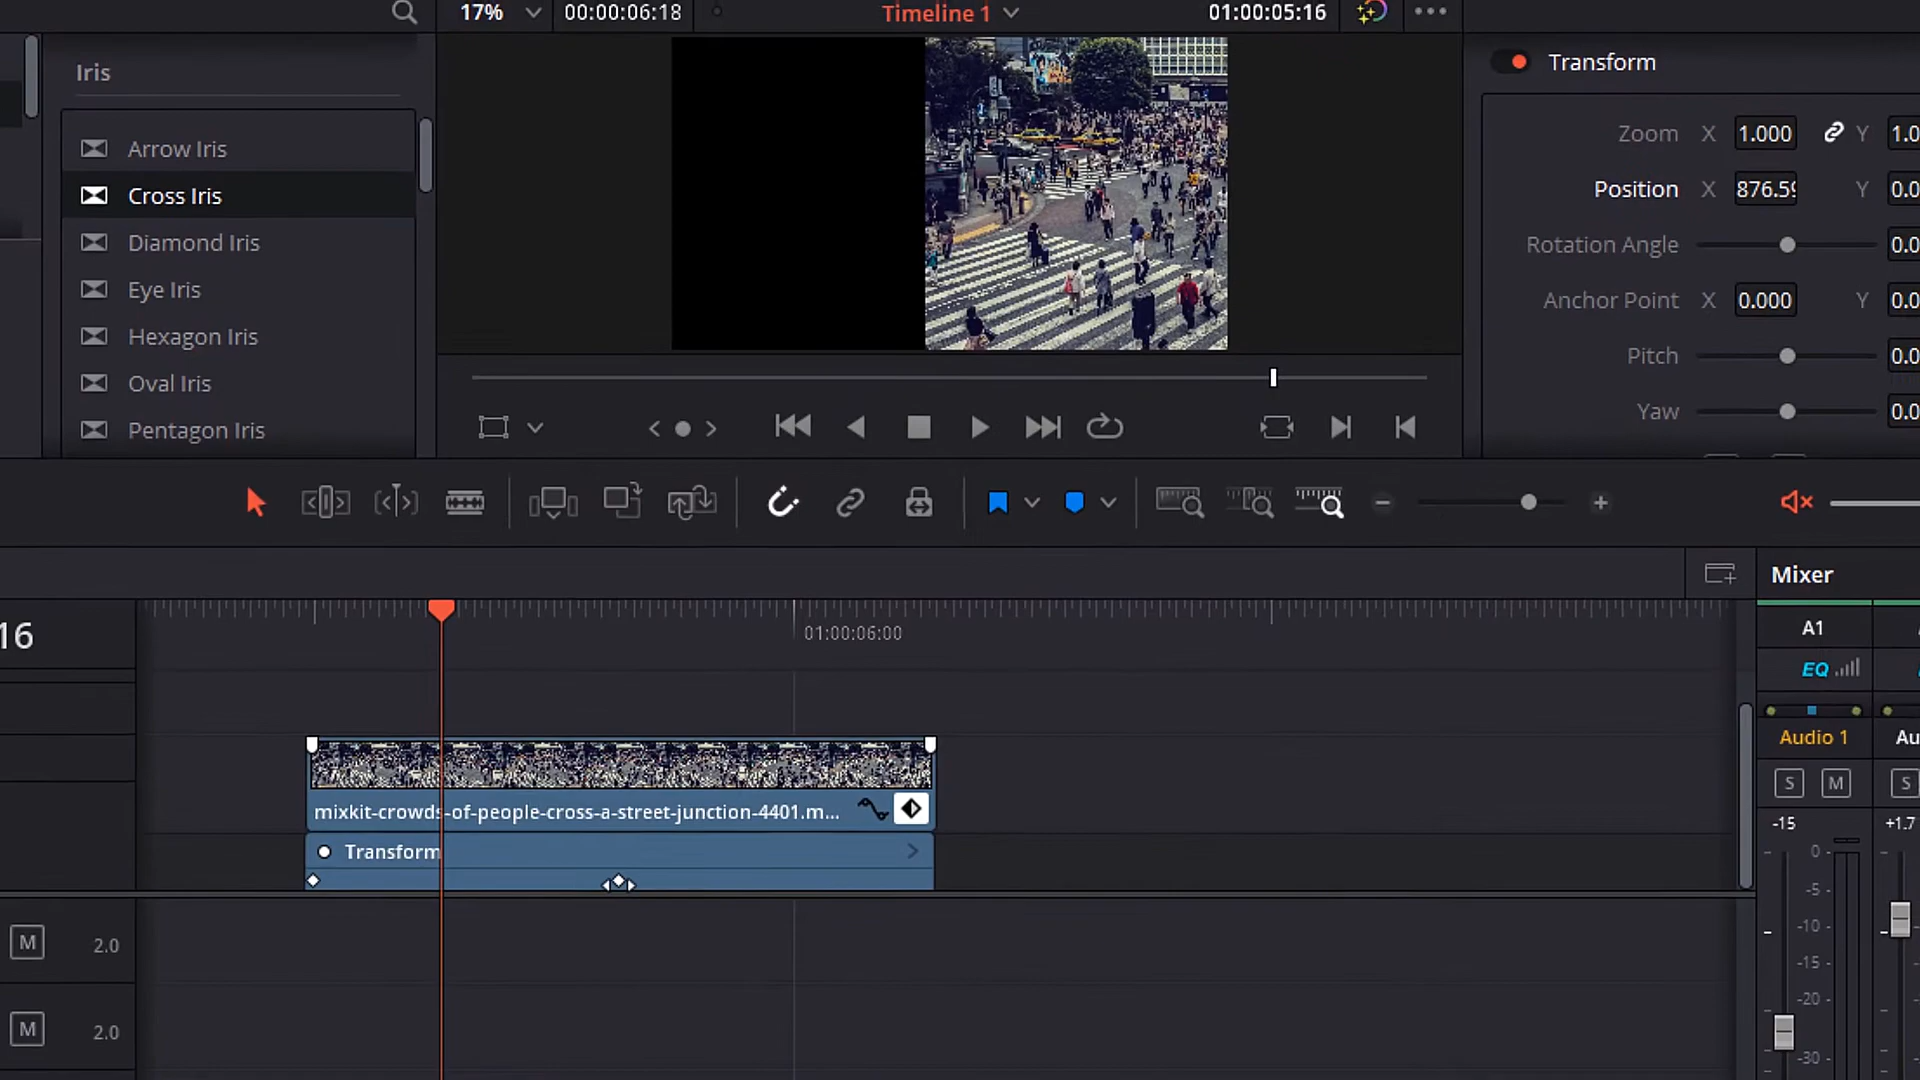 17% 00:00:06:18 Timeline 1 01:00:05:16
Iris
Arrow Iris
Cross Iris
Diamond Iris
Eye Iris
Hexagon Iris
Oval Iris
Pentagon Iris
Transform
Zoom X 1.000 Y 1.0
Position X 876.59 Y 0.0
Rotation Angle 0.0
Anchor Point X 0.000 Y 0.0
Pitch 0.0
Yaw 0.0
Mixer
16
01:00:06:00
A1
EQ
Audio 1 Au
S M S
mixkit-crowds-of-people-cross-a-street-junction-4401.m...
-15 +1.7
Transform
0
-5
-10
-15
-20
-30
M 2.0
M 2.0